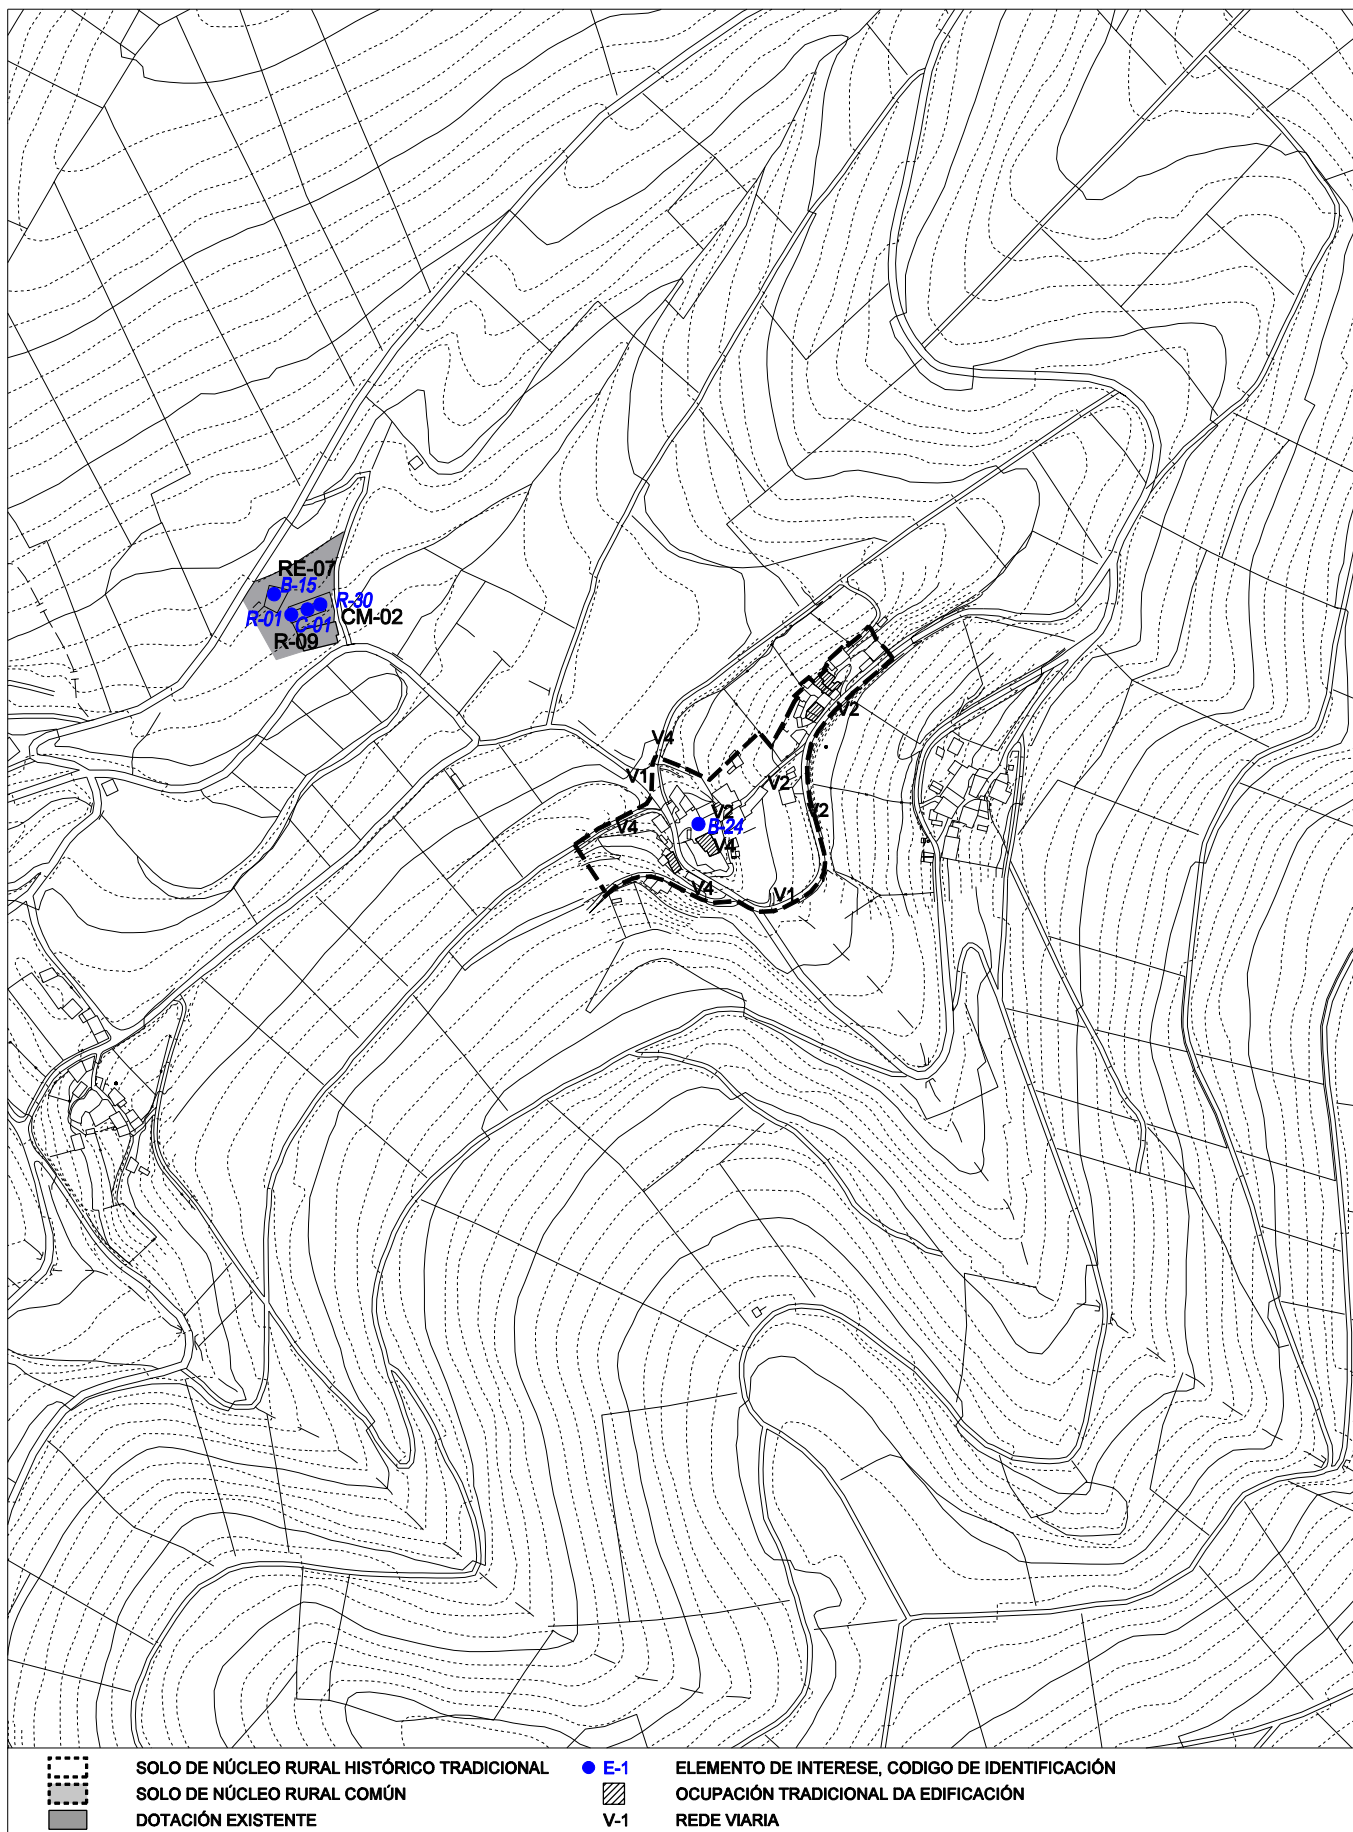 RE-07
B-15
R-30
R-01
C-01
CM-02
R-09
V2
V4
V1
V2
V2
V2
V4
B-24
V4
V4
V1
SOLO DE NÚCLEO RURAL HISTÓRICO TRADICIONAL
E-1 ELEMENTO DE INTERESE, CODIGO DE IDENTIFICACIÓN
SOLO DE NÚCLEO RURAL COMÚN
OCUPACIÓN TRADICIONAL DA EDIFICACIÓN
DOTACIÓN EXISTENTE
V-1 REDE VIARIA